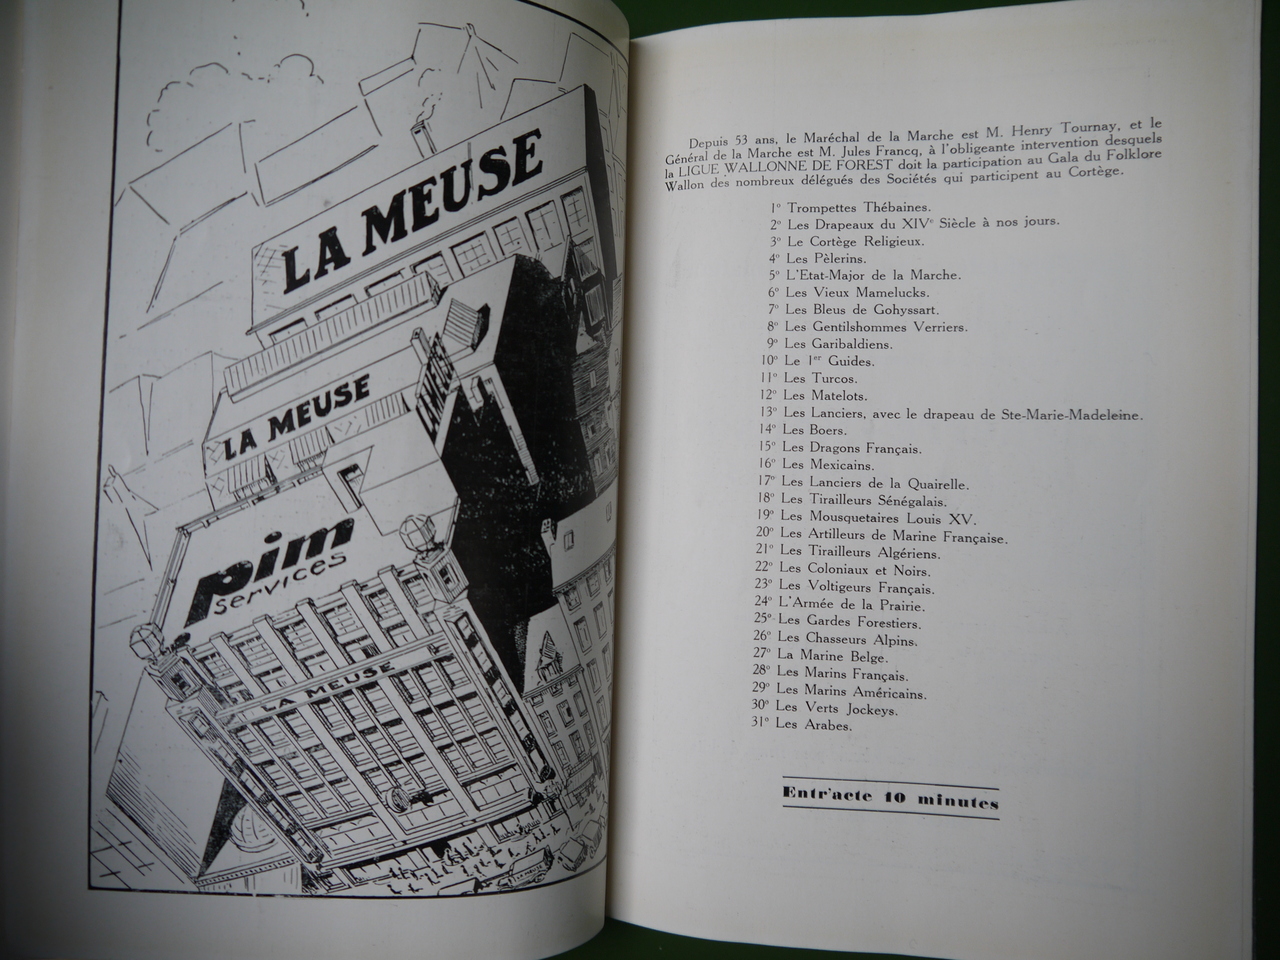 LA MEUSE
LA MEUSE
LA MEUSE
pim
services
LA MEUSE
LA MEUSE
Depuis 53 ans, le Maréchal de la Marche est M. Henry Tournay, et le
Général de la Marche est M. Jules Francq, à l'obligeante intervention desquels
la LIGUE WALLONNE DE FOREST doit la participation au Gala du Folklore
Wallon des nombreux délégués des Sociétés qui participent au Cortège.
1° Trompettes Thébaines.
2° Les Drapeaux du XIVe Siècle à nos jours.
3° Le Cortège Religieux.
4° Les Pèlerins.
5° L'Etat-Major de la Marche.
6° Les Vieux Mamelucks.
7° Les Bleus de Gohyssart.
8° Les Gentilshommes Verriers.
9° Les Garibaldiens.
10° Le 1er Guides.
11° Les Turcos.
12° Les Matelots.
13° Les Lanciers, avec le drapeau de Ste-Marie-Madeleine.
14° Les Boers.
15° Les Dragons Français.
16° Les Mexicains.
17° Les Lanciers de la Quairelle.
18° Les Tirailleurs Sénégalais.
19° Les Mousquetaires Louis XV.
20° Les Artilleurs de Marine Française.
21° Les Tirailleurs Algériens.
22° Les Coloniaux et Noirs.
23° Les Voltigeurs Français.
24° L'Armée de la Prairie.
25° Les Gardes Forestiers.
26° Les Chasseurs Alpins.
27° La Marine Belge.
28° Les Marins Français.
29° Les Marins Américains.
30° Les Verts Jockeys.
31° Les Arabes.
Entr'acte 10 minutes